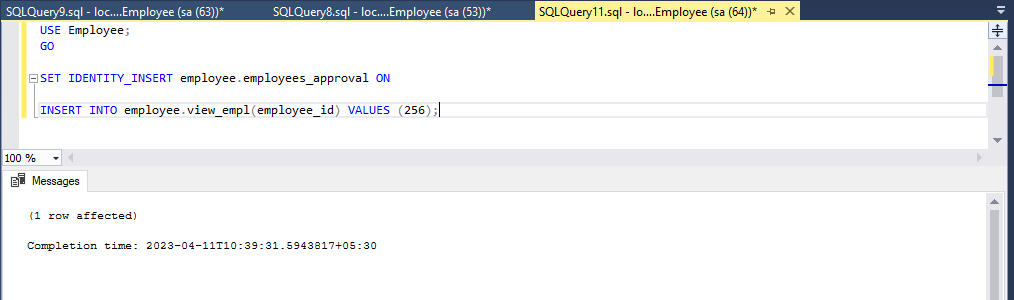 SQLQuery9.sql - loc....Employee (sa (63))* SQLQuery8.sql - loc....Employee (sa (53))* SQLQuery11.sql - loc....Employee (sa (64))*
USE Employee;
GO
SET IDENTITY_INSERT employee.employees_approval ON
INSERT INTO employee.view_empl(employee_id) VALUES (256);
100 %
Messages
(1 row affected)
Completion time: 2023-04-11T10:39:31.5943817+05:30